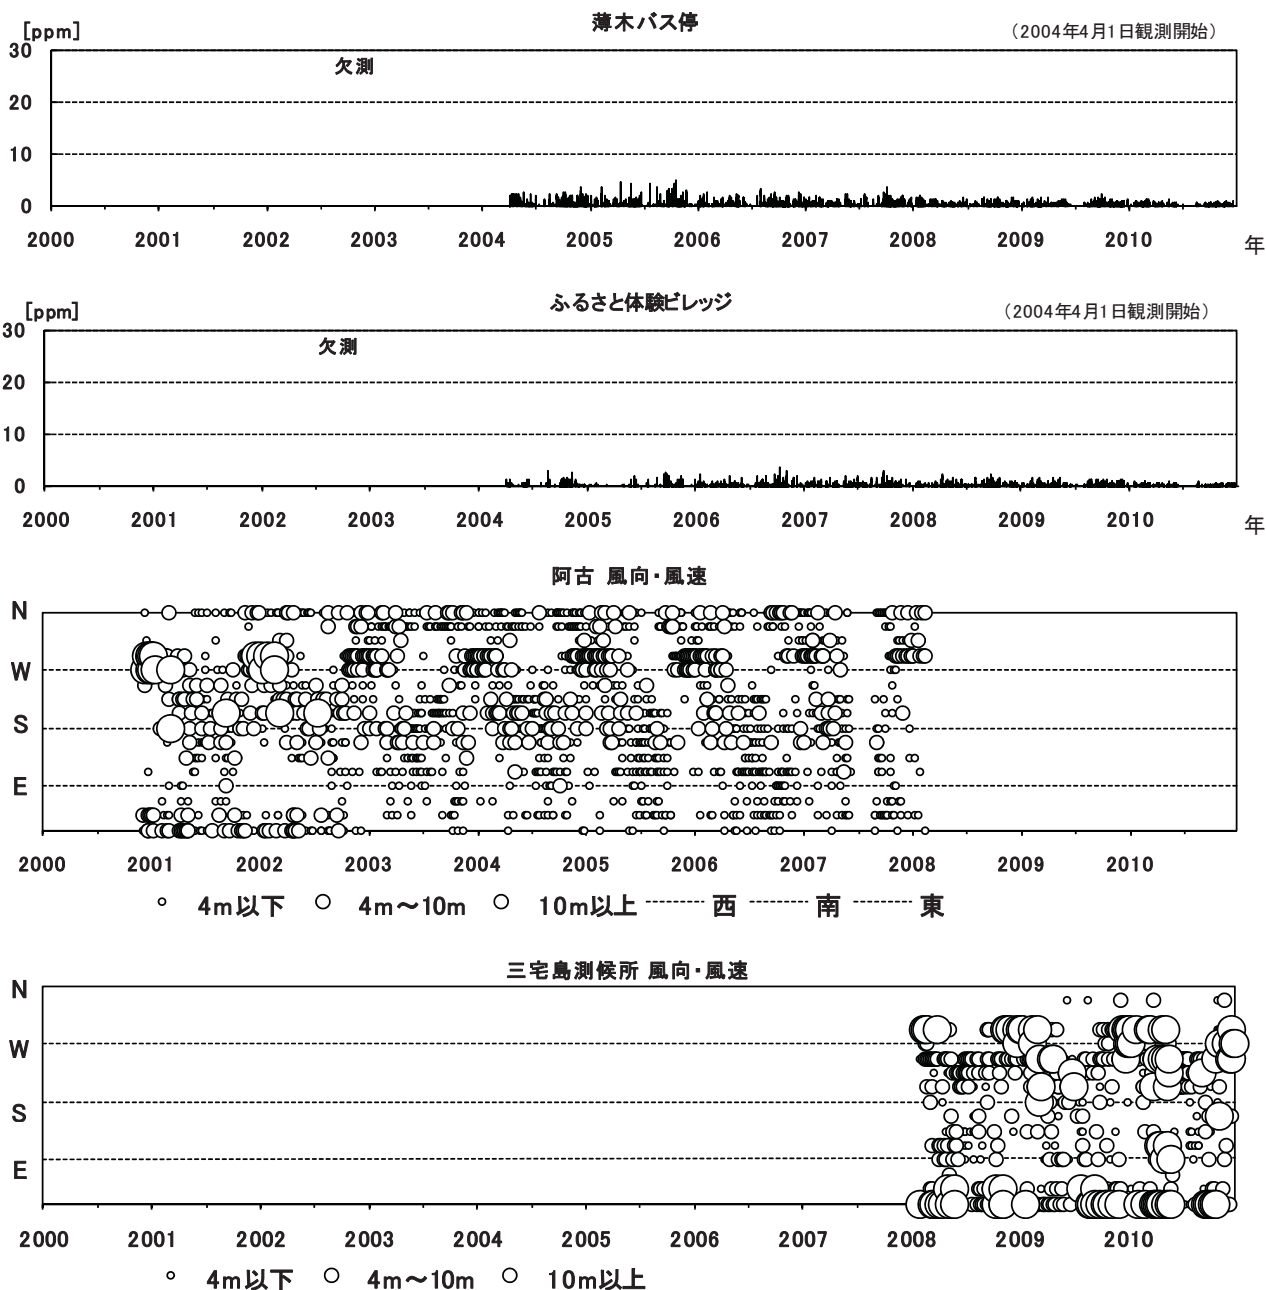 薄木バス停
[ppm]
（2004年4月1日観測開始）
30
欠測
20
10
0
2000 2001 2002 2003 2004 2005 2006 2007 2008 2009 2010 年
ふるさと体験ビレッジ
[ppm]
（2004年4月1日観測開始）
30
欠測
20
10
0
2000 2001 2002 2003 2004 2005 2006 2007 2008 2009 2010 年
阿古 風向・風速
N
W
S
E
2000 2001 2002 2003 2004 2005 2006 2007 2008 2009 2010
4m以下 4m～10m 10m以上 西 南 東
三宅島測候所 風向・風速
N
W
S
E
2000 2001 2002 2003 2004 2005 2006 2007 2008 2009 2010
4m以下 4m～10m 10m以上